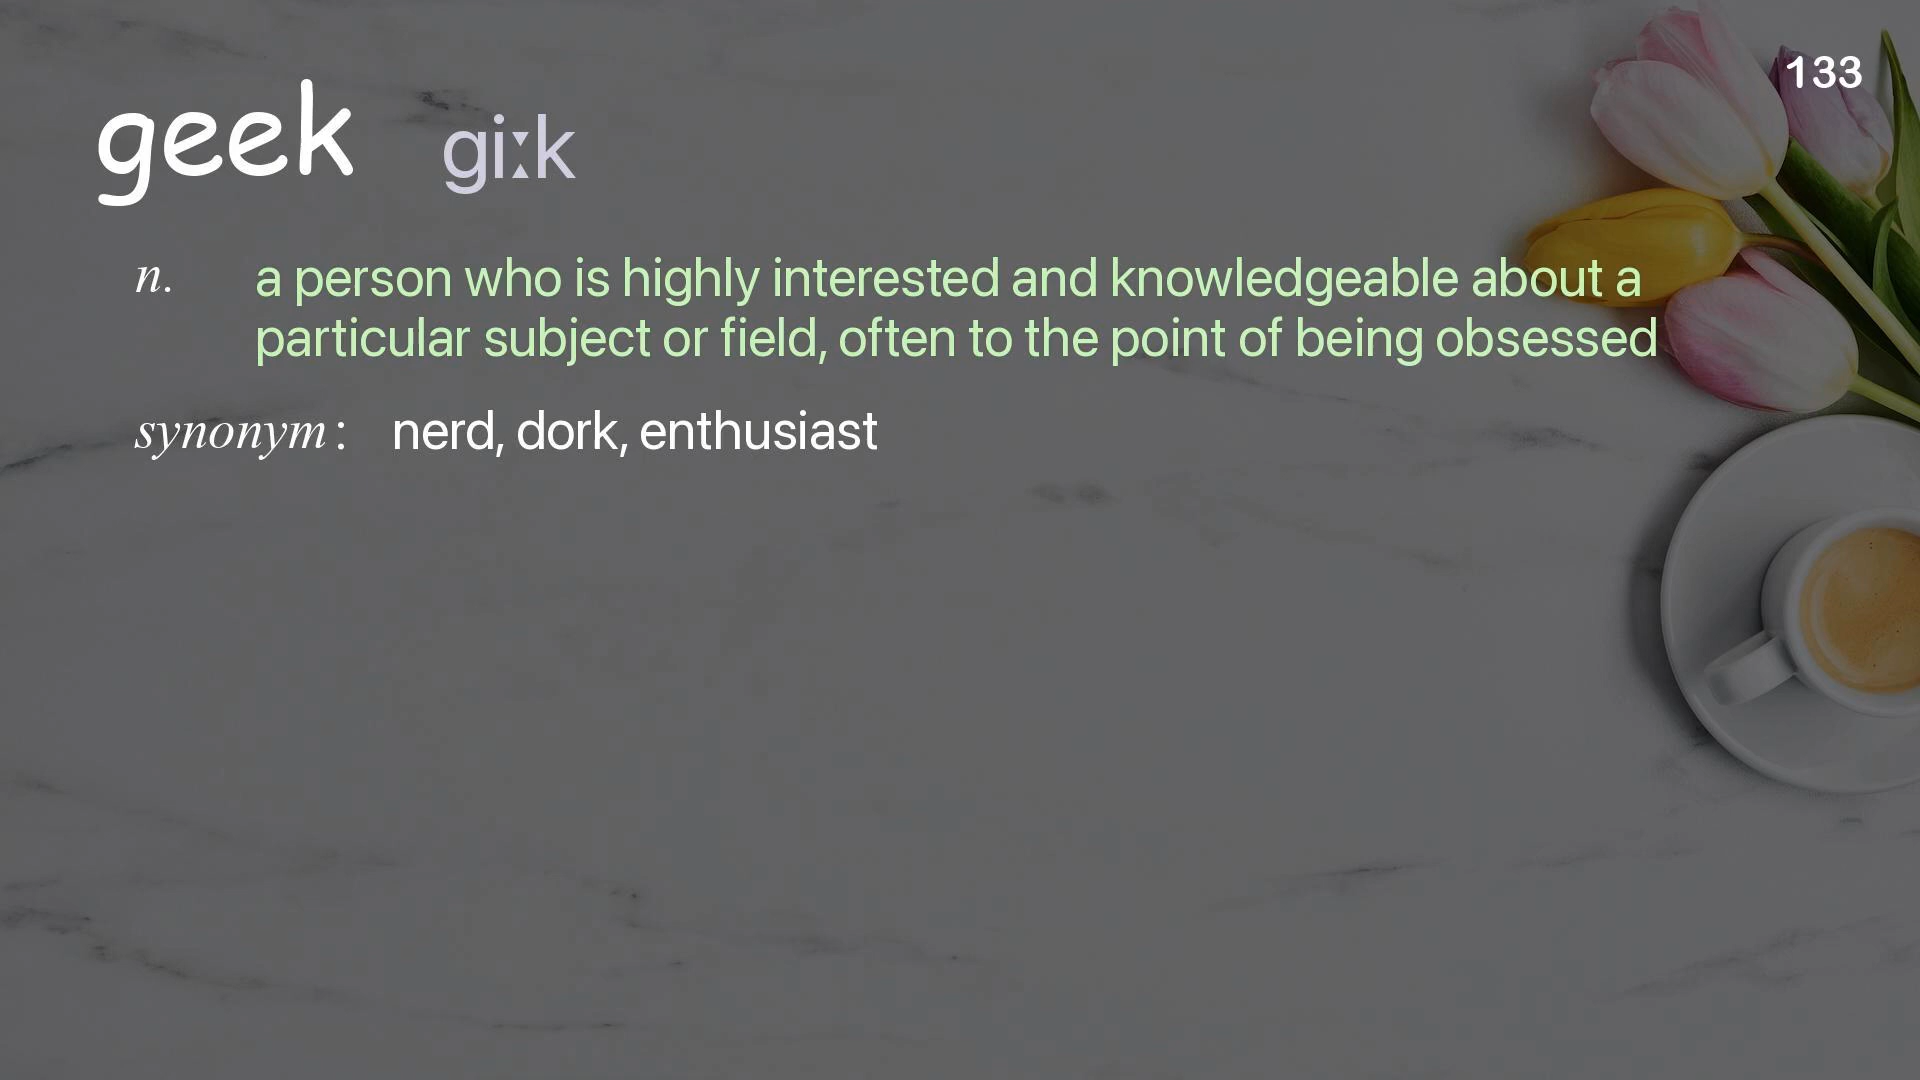 133
geek giːk
n. a person who is highly interested and knowledgeable about a
particular subject or field, often to the point of being obsessed
synonym: nerd, dork, enthusiast